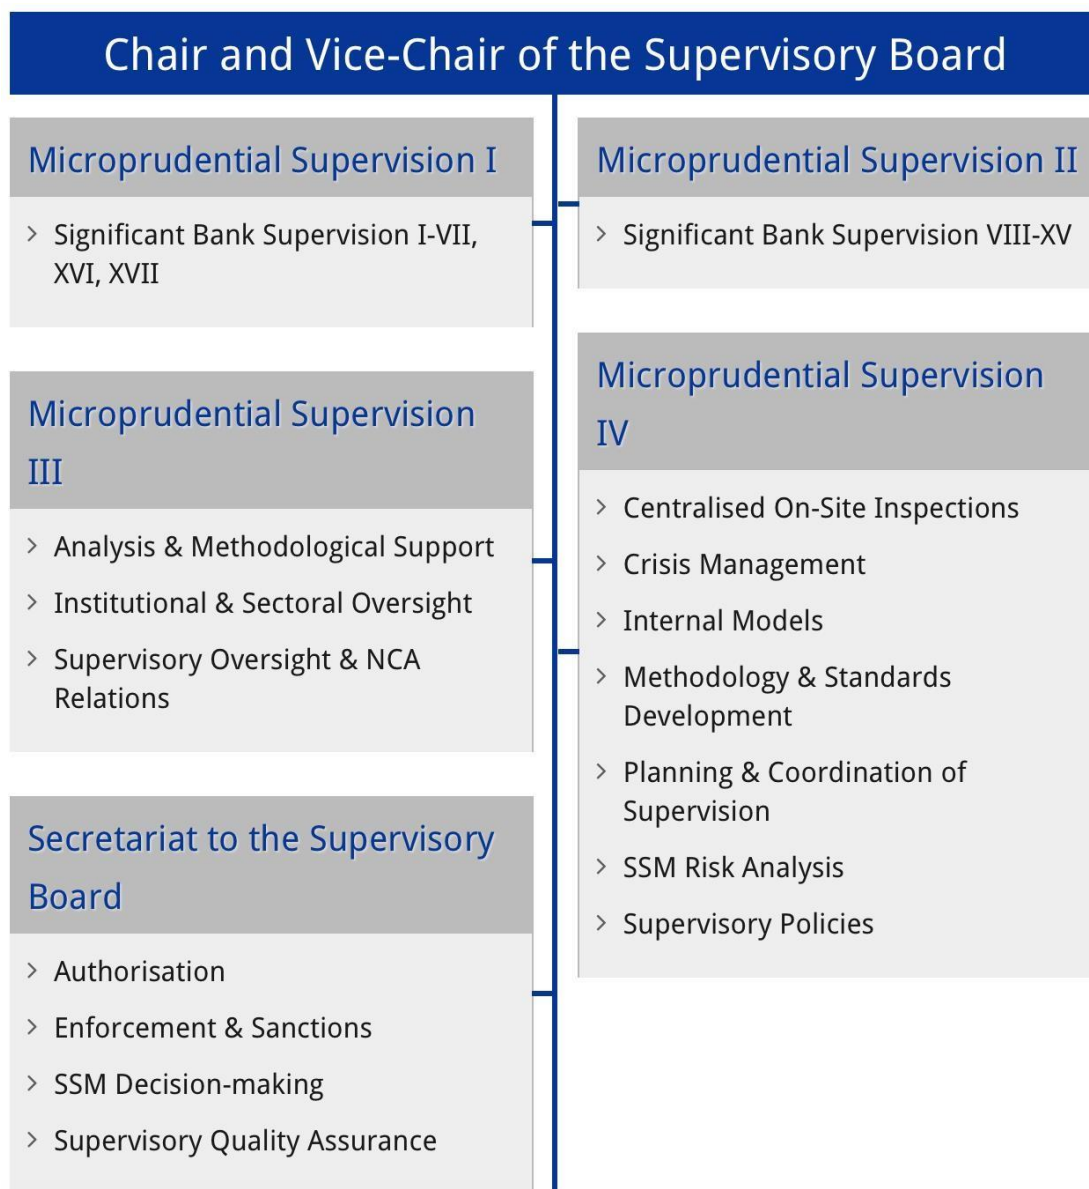 Chair and Vice-Chair of the Supervisory Board
Microprudential Supervision I
Significant Bank Supervision I-VII,
XVI, XVII
Microprudential Supervision II
Significant Bank Supervision VIII-XV
Microprudential Supervision
III
Analysis & Methodological Support
Institutional & Sectoral Oversight
Supervisory Oversight & NCA
Relations
Microprudential Supervision
IV
Centralised On-Site Inspections
Crisis Management
Internal Models
Methodology & Standards
Development
Planning & Coordination of
Supervision
SSM Risk Analysis
Supervisory Policies
Secretariat to the Supervisory
Board
Authorisation
Enforcement & Sanctions
SSM Decision-making
Supervisory Quality Assurance